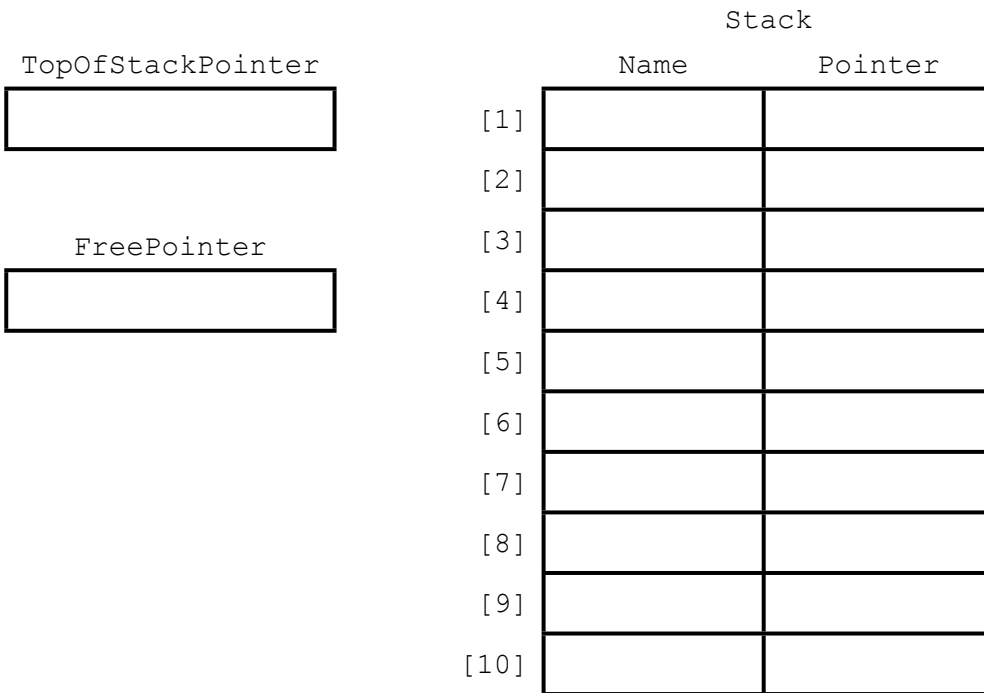 Stack
TopOfStackPointer
Name Pointer
[1]
[2]
FreePointer
[3]
[4]
[5]
[6]
[7]
[8]
[9]
[10]